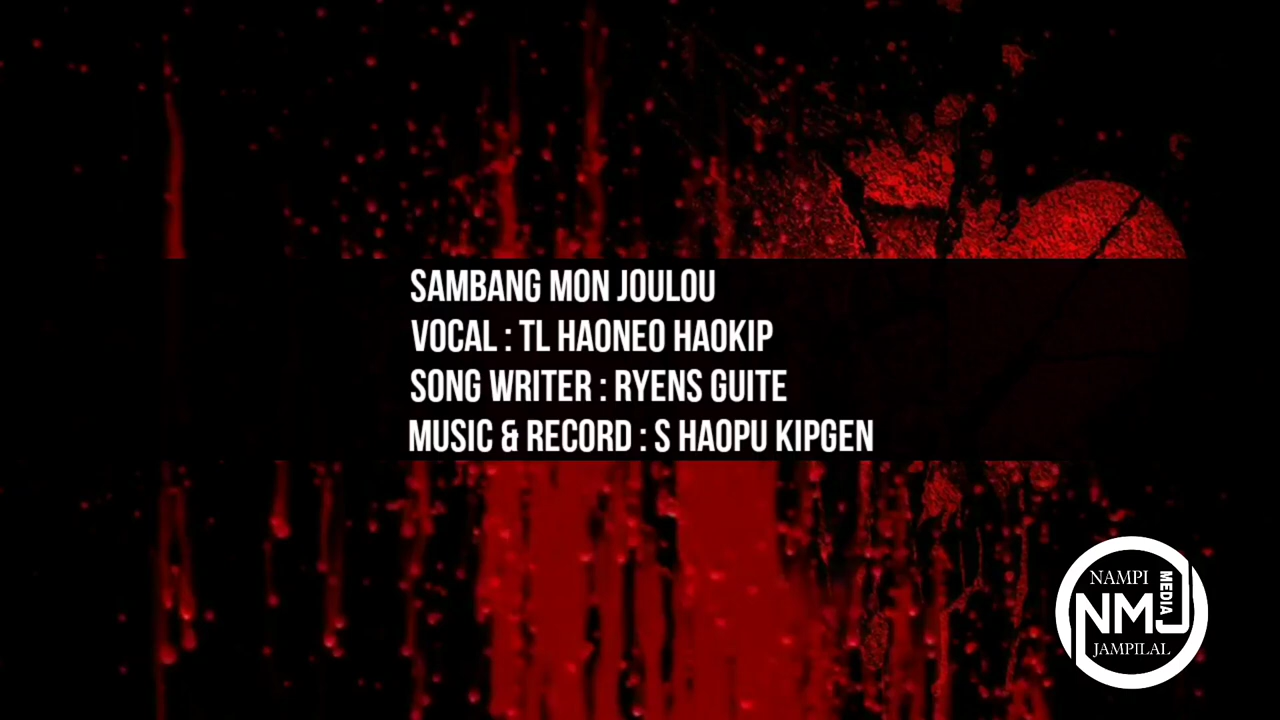 SAMBANG MON JOULOU
VOCAL : TL HAONEO HAOKIP
SONG WRITER : RYENS GUITE
MUSIC & RECORD : S HAOPU KIPGEN
NAMPI
MEDIA
NMJ
JAMPILAL